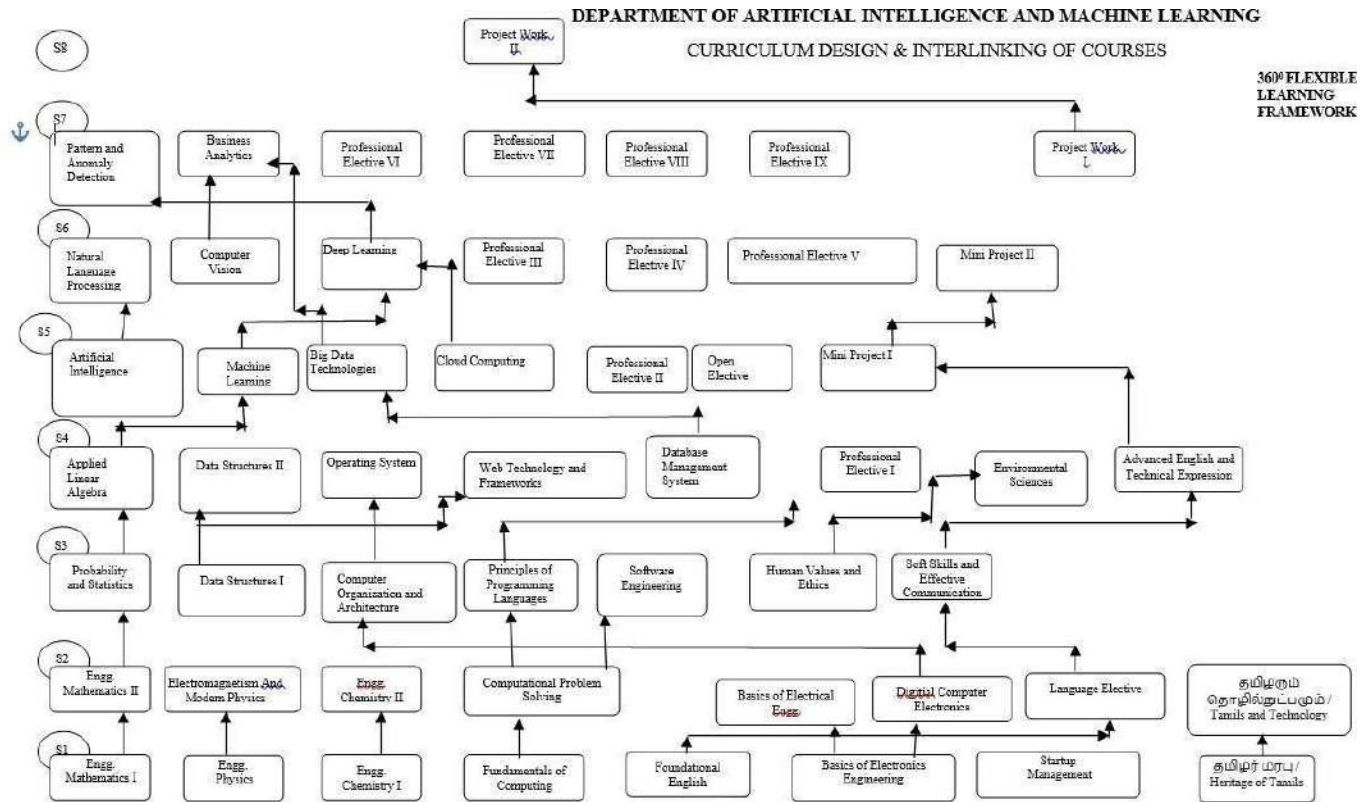 DEPARTMENT OF ARTIFICIAL INTELLIGENCE AND MACHINE LEARNING
CURRICULUM DESIGN & INTERLINKING OF COURSES
360⁰ FLEXIBLE
LEARNING
FRAMEWORK
S8
Project Work
II
S7
Pattern and
Anomaly
Detection
Business
Analytics
Professional
Elective VI
Professional
Elective VII
Professional
Elective VIII
Professional
Elective IX
Project Work
I
S6
Natural
Language
Processing
Computer
Vision
Deep Learning
Professional
Elective III
Professional
Elective IV
Professional Elective V
Mini Project II
S5
Artificial
Intelligence
Machine
Learning
Big Data
Technologies
Cloud Computing
Professional
Elective II
Open
Elective
Mini Project I
S4
Applied
Linear
Algebra
Data Structures II
Operating System
Web Technology and
Frameworks
Database
Management
System
Professional
Elective I
Environmental
Sciences
Advanced English and
Technical Expression
S3
Probability
and Statistics
Data Structures I
Computer
Organization and
Architecture
Principles of
Programming
Languages
Software
Engineering
Human Values and
Ethics
Soft Skills and
Effective
Communication
S2
Engg.
Mathematics II
Electromagnetism And
Modern Physics
Engg.
Chemistry II
Computational Problem
Solving
Basics of Electrical
Engg
Digitial Computer
Electronics
Language Elective
தமிழரும்
தொழில்நுட்பமும் /
Tamils and Technology
S1
Engg.
Mathematics I
Engg.
Physics
Engg.
Chemistry I
Fundamentals of
Computing
Foundational
English
Basics of Electronics
Engineering
Startup
Management
தமிழர் மரபு /
Heritage of Tamils